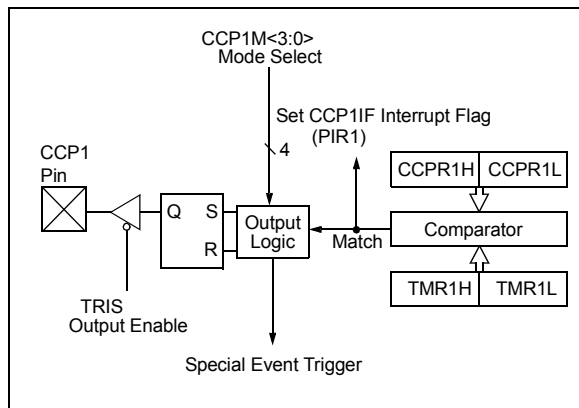 CCP1M<3:0>
Mode Select
Set CCP1IF Interrupt Flag
(PIR1)
4
CCP1
Pin
CCPR1H CCPR1L
Q S
R
Output
Logic
Match
Comparator
TRIS
Output Enable
TMR1H TMR1L
Special Event Trigger